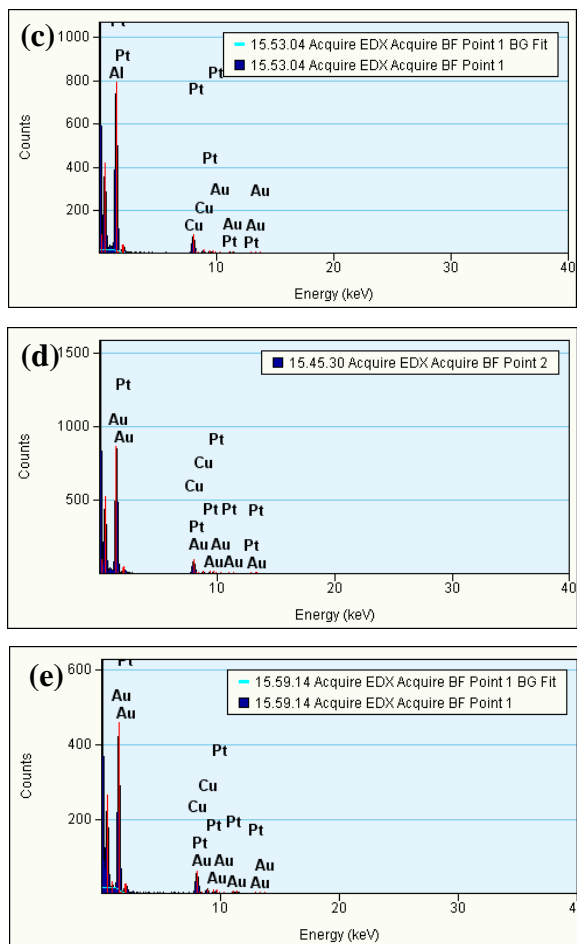 (c)
1000
800
600
400
200
Counts
Pt
Pt
Al
Pt
Pt
Pt
Au
Cu
Cu
Au
Pt
Au
Au
Pt
15.53.04 Acquire EDX Acquire BF Point 1 BG Fit
15.53.04 Acquire EDX Acquire BF Point 1
10 20 30 40
Energy (keV)
(d)
1500
1000
500
Counts
Pt
Au
Au
15.45.30 Acquire EDX Acquire BF Point 2
Pt
Cu
Cu
Pt Pt Pt
Pt
Au Au Pt
Au Au Au
10 20 30 40
Energy (keV)
(e)
600
400
200
Counts
Pt
Au
Au
15.59.14 Acquire EDX Acquire BF Point 1 BG Fit
15.59.14 Acquire EDX Acquire BF Point 1
Pt
Cu
Cu
Pt Pt Pt
Pt
Au Au Au
Au Au Au
10 20 30 4
Energy (keV)